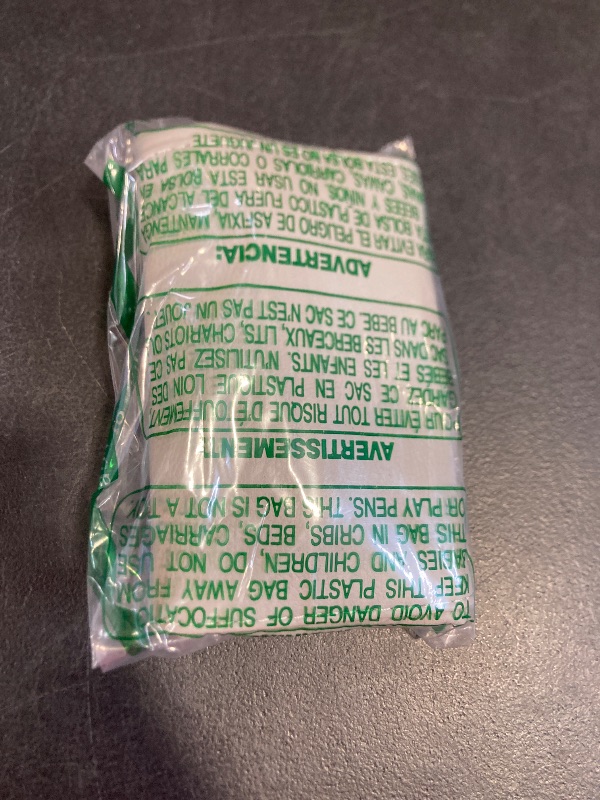 TO AVOID DANGER OF SUFFOCATIO
KEEP THIS PLASTIC BAG AWAY FROM
BABIES AND CHILDREN, DO NOT USE
THIS BAG IN CRIBS, BEDS, CARRIAGES
OR PLAY PENS. THIS BAG IS NOT A TOY.
AVERTISSEMENT:
POUR ÉVITER TOUT RISQUE D'ÉTOUFFEMENT,
GARDEZ CE SAC EN PLASTIQUE LOIN DES
BÉBÉS ET LES ENFANTS. N'UTILISEZ PAS CE
SAC DANS LES BERCEAUX, LITS, CHARIOTS OU
PARC AU BEBE. CE SAC N'EST PAS UN JOUET.
ADVERTENCIA:
PARA EVITAR EL PELIGRO DE ASFIXIA, MANTENGA
LA BOLSA DE PLASTICO FUERA DEL ALCANCE
BEBES Y NIÑOS. NO USAR ESTA BOLSA EN
CAMAS, CARRIOLAS O CORRALES PARA
ESTA BOLSA NO ES UN JUGUETE